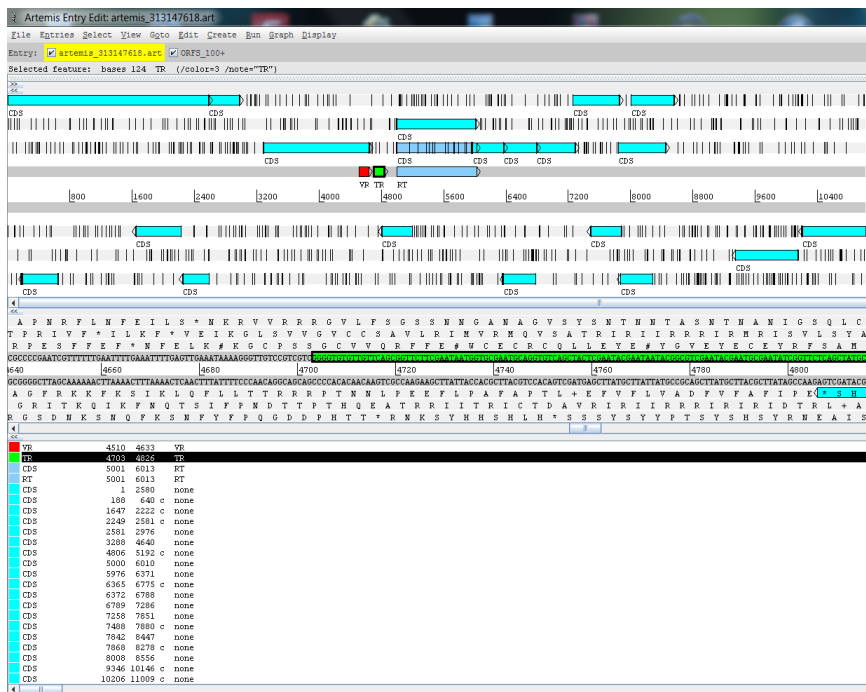 Artemis Entry Edit: artemis_313147618.art
File Entries Select View Goto Edit Create Run Graph Display
Entry: artemis_313147618.art ORFS_100+
Selected feature: bases 124 TR (/color=3 /note="TR")
CDS CDS CDS CDS
CDS
CDS CDS CDS CDS CDS CDS
VR TR RT
800 1600 2400 3200 4000 4800 5600 6400 7200 8000 8800 9600 10400
CDS CDS CDS CDS
CDS
CDS CDS CDS CDS
A P N R F L N F E I L S * N K R V V R R R G V L F S G S S N N G A N A G V S Y S N T N N T A S N T N A N I G S Q L C
T P R I V F * I L K F * V E I K G L S V V G V C C S A V L R I M V R M Q V S A T R I R I I R R R I R M R I S V L S Y A
R P E S F F E F * N F E L K # K G C P S S G C V V Q R F F E # W C E C R C Q L L E Y E # Y G V E Y E C E Y R F S A M
4640 4660 4680 4700 4720 4740 4760 4780 4800
VR 4510 4633 VR
TR 4703 4826 TR
CDS 5001 6013 RT
RT 5001 6013 RT
CDS 1 2580 none
CDS 188 640 c none
CDS 1647 2222 c none
CDS 2249 2581 c none
CDS 2581 2976 none
CDS 3288 4640 none
CDS 4806 5192 c none
CDS 5000 6010 none
CDS 5976 6371 none
CDS 6365 6775 c none
CDS 6372 6788 none
CDS 6789 7286 none
CDS 7258 7851 none
CDS 7488 7880 c none
CDS 7842 8447 none
CDS 7868 8278 c none
CDS 8008 8556 none
CDS 9346 10146 c none
CDS 10206 11009 c none